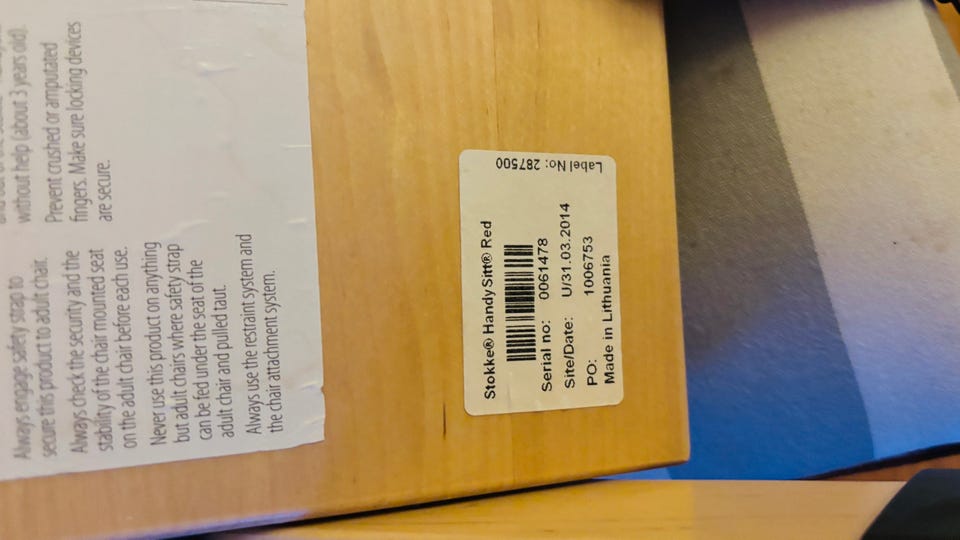 Always engage safety strap to
secure this product to adult chair.
Always check the security and the
stability of the chair mounted seat
on the adult chair before each use.
Never use this product on anything
but adult chairs where safety strap
can be fed under the seat of the
adult chair and pulled taut.
Always use the restraint system and
the chair attachment system.
without help (about 3 years old).
Prevent crushed or amputated
fingers. Make sure locking devices
are secure.
Stokke® HandySitt® Red
Serial no: 0061478
Site/Date: U/31.03.2014
PO: 1006753
Made in Lithuania
Label No: 287500